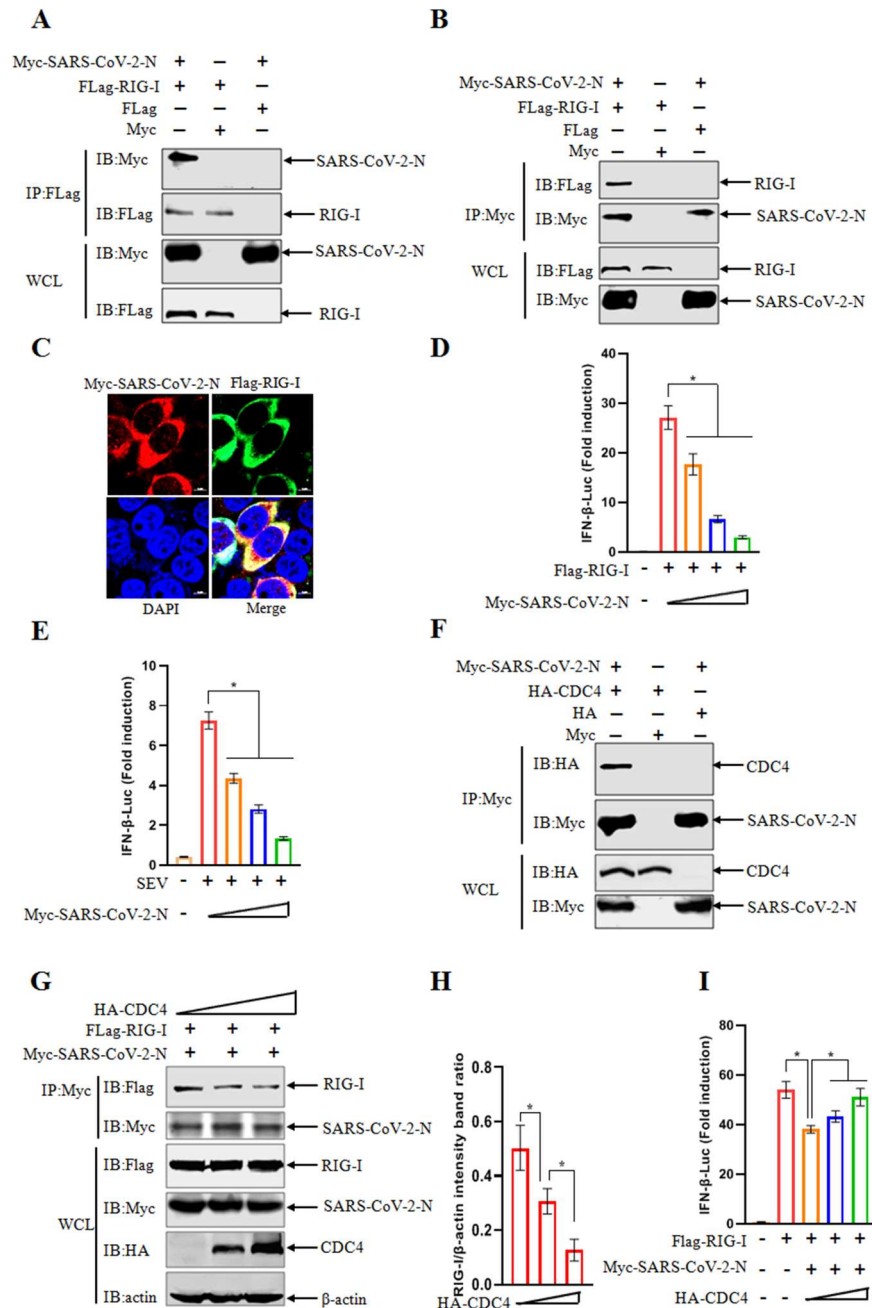 A
Myc-SARS-CoV-2-N + − +
FLag-RIG-I + + −
FLag − − +
Myc − + −
IP:FLag
IB:Myc SARS-CoV-2-N
IB:FLag RIG-I
WCL
IB:Myc SARS-CoV-2-N
IB:FLag RIG-I
B
Myc-SARS-CoV-2-N + − +
FLag-RIG-I + + −
FLag − − +
Myc − + −
IP:Myc
IB:FLag RIG-I
IB:Myc SARS-CoV-2-N
WCL
IB:FLag RIG-I
IB:Myc SARS-CoV-2-N
C
Myc-SARS-CoV-2-N Flag-RIG-I
DAPI Merge
D
IFN-β-Luc (Fold induction)
40
30
20
10
0
*
Flag-RIG-I - + + + +
Myc-SARS-CoV-2-N -
E
IFN-β-Luc (Fold induction)
10
8
6
4
2
0
*
SEV - + + + +
Myc-SARS-CoV-2-N -
F
Myc-SARS-CoV-2-N + − +
HA-CDC4 + + −
HA − − +
Myc − + −
IP:Myc
IB:HA CDC4
IB:Myc SARS-CoV-2-N
WCL
IB:HA CDC4
IB:Myc SARS-CoV-2-N
G
HA-CDC4
FLag-RIG-I + + +
Myc-SARS-CoV-2-N + + +
IP:Myc
IB:Flag RIG-I
IB:Myc SARS-CoV-2-N
WCL
IB:Flag RIG-I
IB:Myc SARS-CoV-2-N
IB:HA CDC4
IB:actin β-actin
H
RIG-I/β-actin intensity band ratio
0.8
0.6
0.4
0.2
0.0
* *
HA-CDC4
I
IFN-β-Luc (Fold induction)
80
60
40
20
0
* *
Flag-RIG-I - + + + +
Myc-SARS-CoV-2-N - - + + +
HA-CDC4 - -